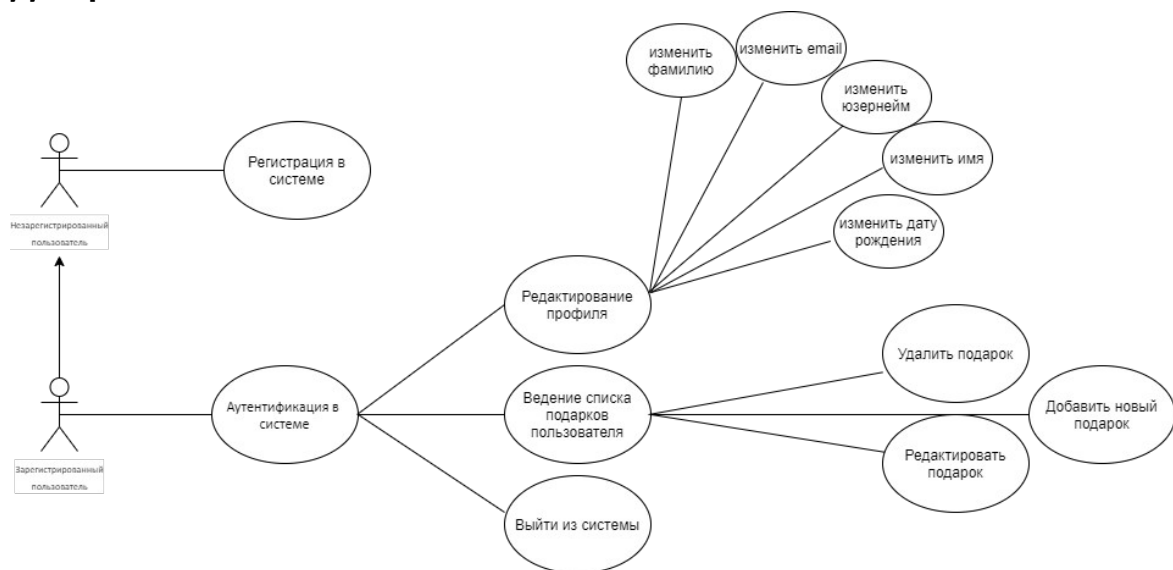 изменить
фамилию
изменить email
изменить
юзернейм
изменить имя
изменить дату
рождения
Регистрация в
системе
Незарегистрированный
пользователь
Редактирование
профиля
Удалить подарок
Аутентификация в
системе
Ведение списка
подарков
пользователя
Добавить новый
подарок
Редактировать
подарок
Зарегистрированный
пользователь
Выйти из системы